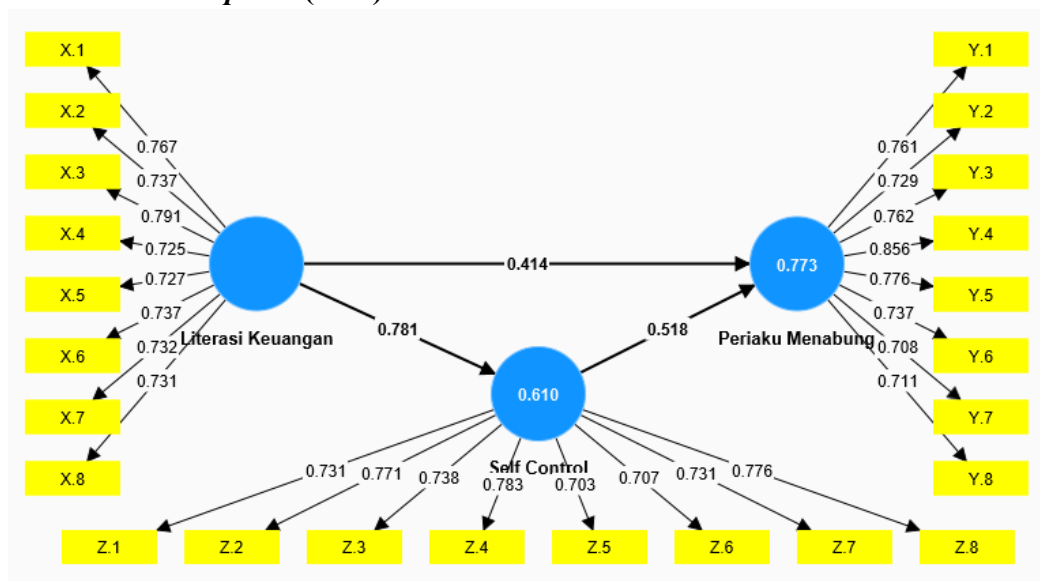 X.1
Y.1
X.2
Y.2
0.767
0.761
X.3
0.737
0.729
Y.3
0.791
0.762
X.4
0.725
0.856
Y.4
0.414
0.773
0.727
0.776
X.5
Y.5
0.737
0.781
0.518
0.737
Literasi Keuangan
Periaku Menabung
0.732
0.708
X.6
Y.6
0.731
0.711
0.610
X.7
Y.7
Self Control
X.8
Y.8
0.731
0.771
0.738
0.783
0.703
0.707
0.731
0.776
Z.1
Z.2
Z.3
Z.4
Z.5
Z.6
Z.7
Z.8